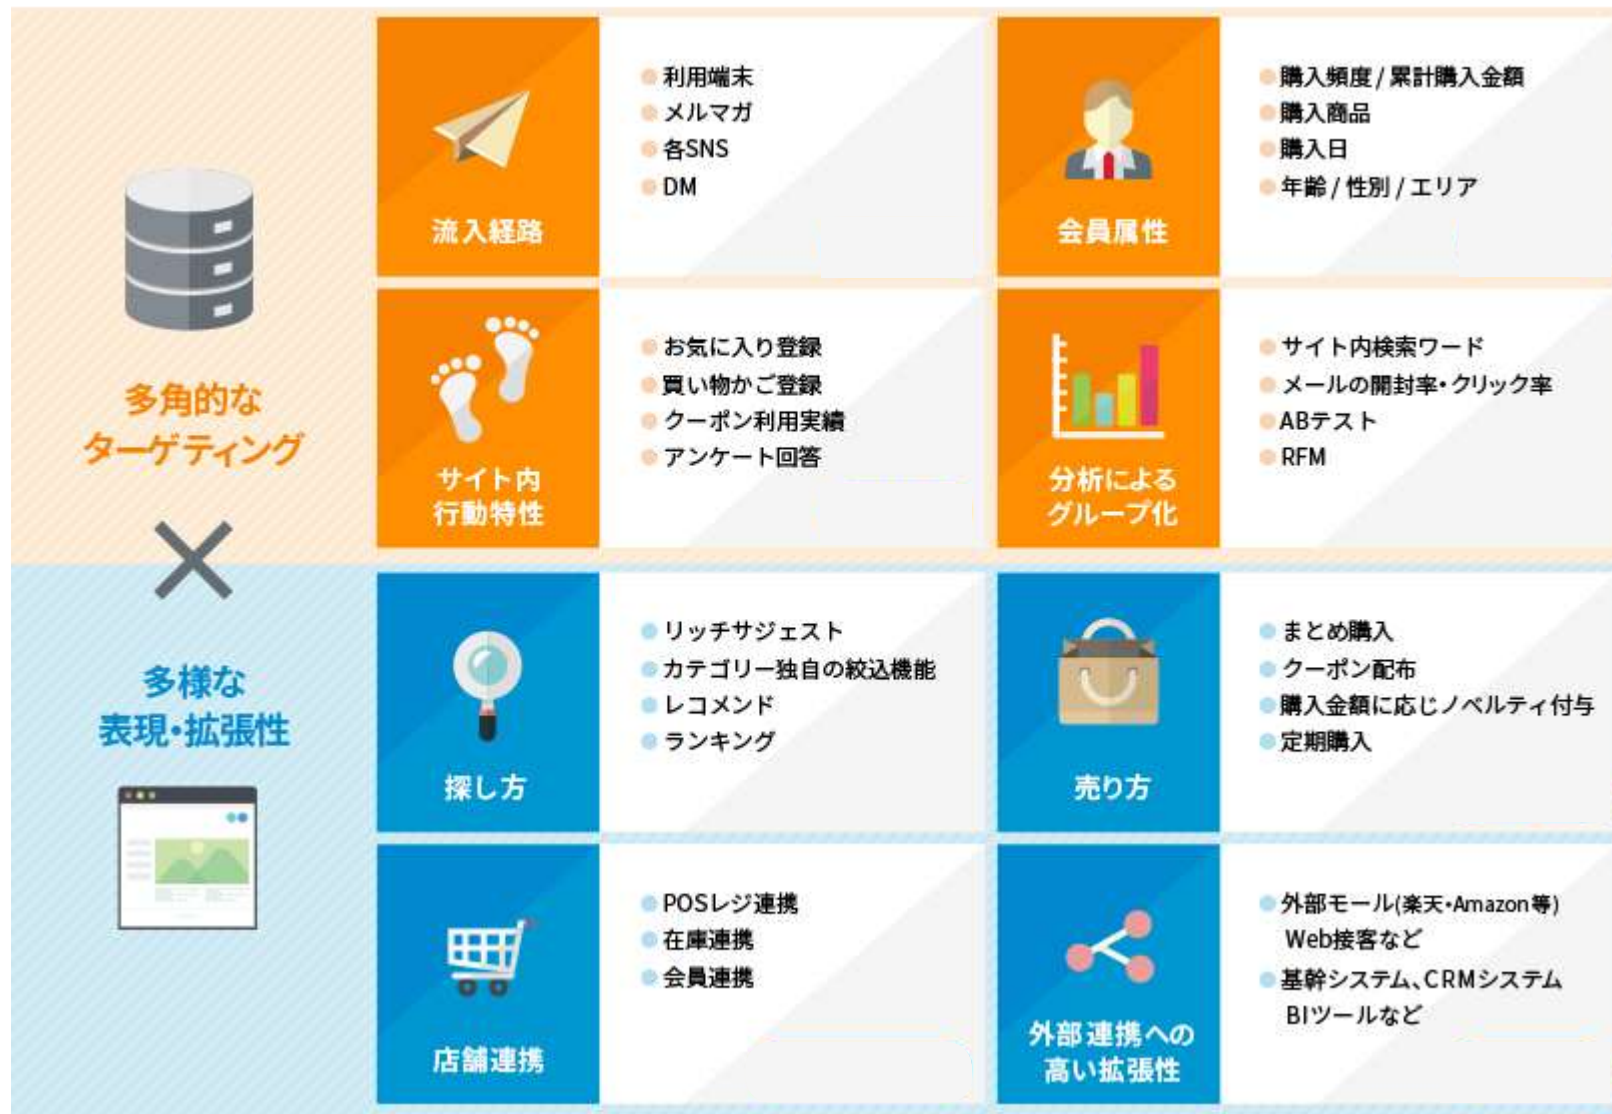 多角的な
ターゲティング
流入経路
利用端末
メルマガ
各SNS
DM
会員属性
購入頻度 / 累計購入金額
購入商品
購入日
年齢 / 性別 / エリア
サイト内
行動特性
お気に入り登録
買い物かご登録
クーポン利用実績
アンケート回答
分析による
グループ化
サイト内検索ワード
メールの開封率・クリック率
ABテスト
RFM
多様な
表現・拡張性
探し方
リッチサジェスト
カテゴリー独自の絞込機能
レコメンド
ランキング
売り方
まとめ購入
クーポン配布
購入金額に応じノベルティ付与
定期購入
店舗連携
POSレジ連携
在庫連携
会員連携
外部連携への
高い拡張性
外部モール(楽天・Amazon等)
Web接客など
基幹システム、CRMシステム
BIツールなど